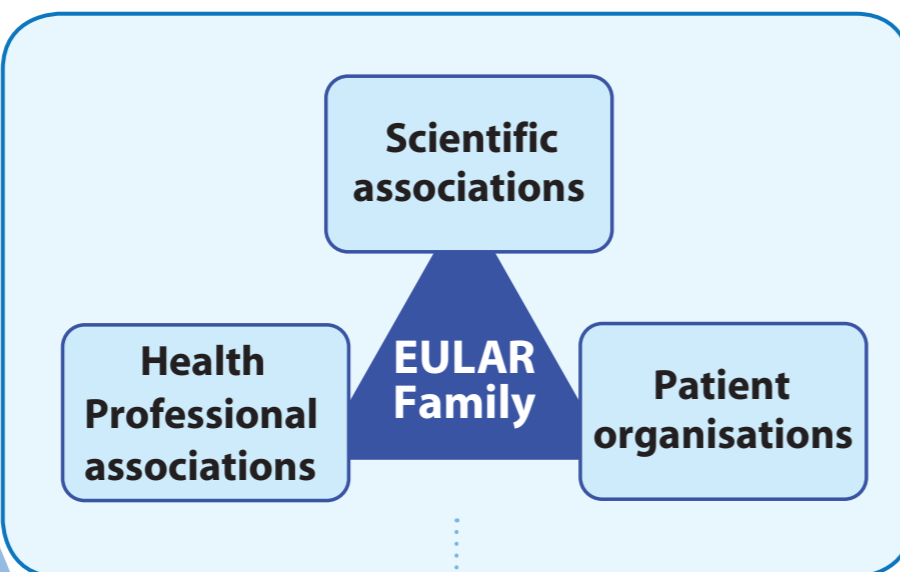 Scientific
associations
EULAR
Family
Health
Professional
associations
Patient
organisations